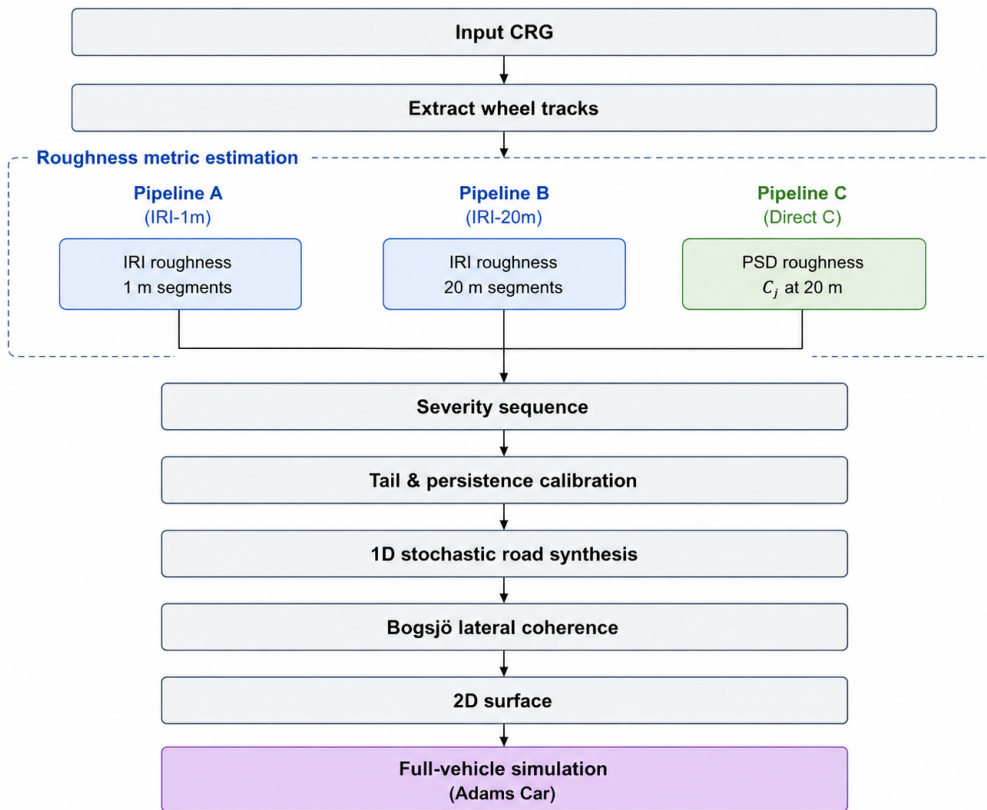 Input CRG
Extract wheel tracks
Roughness metric estimation
Pipeline A
(IRI-1m)
Pipeline B
(IRI-20m)
Pipeline C
(Direct C)
IRI roughness
1 m segments
IRI roughness
20 m segments
PSD roughness
C_j at 20 m
Severity sequence
Tail & persistence calibration
1D stochastic road synthesis
Bogsjö lateral coherence
2D surface
Full-vehicle simulation
(Adams Car)